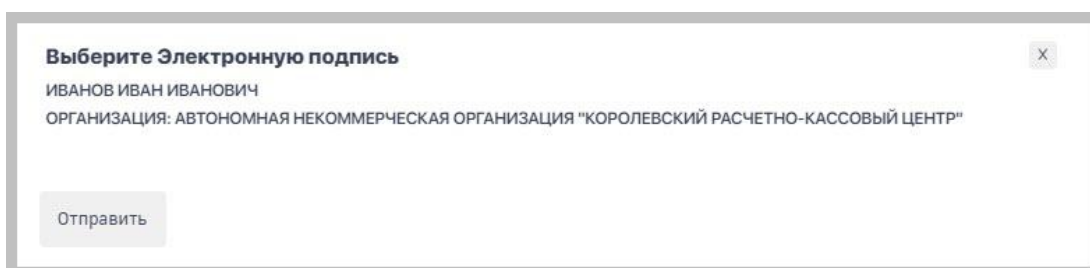 Выберите Электронную подпись
X
ИВАНОВ ИВАН ИВАНОВИЧ
ОРГАНИЗАЦИЯ: АВТОНОМНАЯ НЕКОММЕРЧЕСКАЯ ОРГАНИЗАЦИЯ "КОРОЛЕВСКИЙ РАСЧЕТНО-КАССОВЫЙ ЦЕНТР"
Отправить